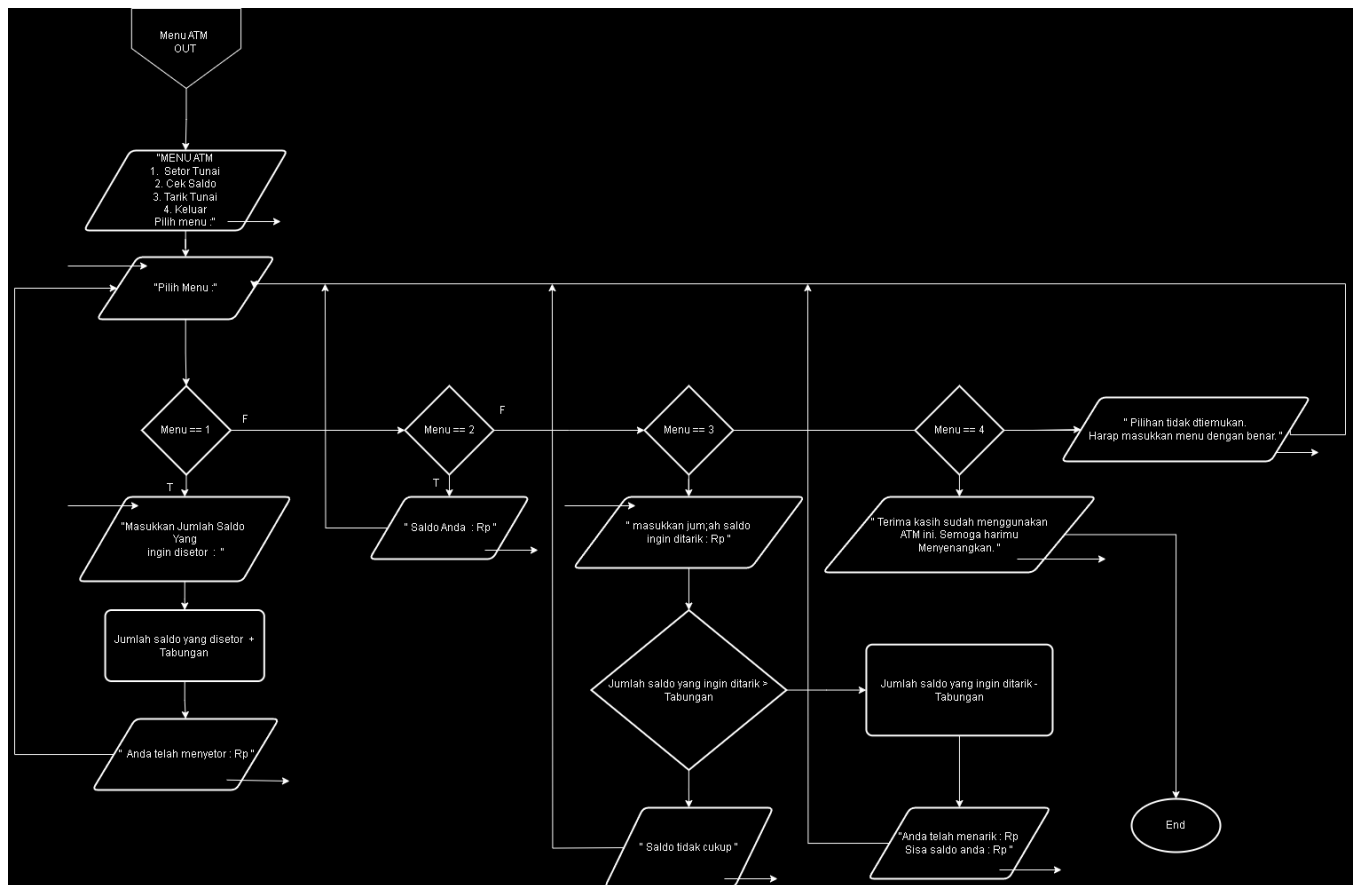 Menu ATM
OUT
"MENU ATM
1. Setor Tunai
2. Cek Saldo
3. Tarik Tunai
4. Keluar
Pilih menu :"
"Pilih Menu :"
Menu == 1
F
T
Menu == 2
F
T
Menu == 3
Menu == 4
" Pilihan tidak dtiemukan.
Harap masukkan menu dengan benar."
"Masukkan Jumlah Saldo
Yang
ingin disetor : "
" Saldo Anda : Rp"
" masukkan jum;ah saldo
ingin ditarik : Rp "
" Terima kasih sudah menggunakan
ATM ini. Semoga harimu
Menyenangkan. "
Jumlah saldo yang disetor +
Tabungan
Jumlah saldo yang ingin ditarik >
Tabungan
Jumlah saldo yang ingin ditarik -
Tabungan
" Anda telah menyetor : Rp"
" Saldo tidak cukup "
"Anda telah menarik : Rp
Sisa saldo anda : Rp "
End